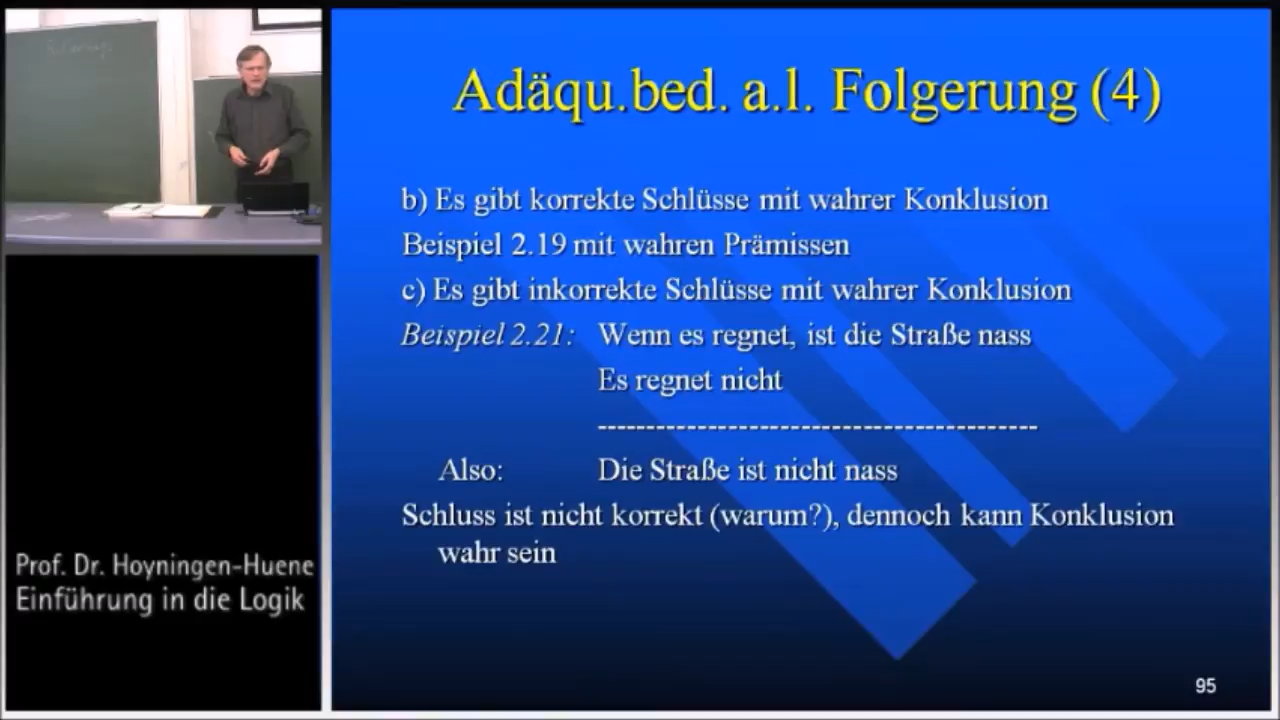 Adäqu.bed. a.l. Folgerung (4)
b) Es gibt korrekte Schlüsse mit wahrer Konklusion
Beispiel 2.19 mit wahren Prämissen
c) Es gibt inkorrekte Schlüsse mit wahrer Konklusion
Beispiel 2.21: Wenn es regnet, ist die Straße nass
Es regnet nicht
-------------------------------------------
Also: Die Straße ist nicht nass
Schluss ist nicht korrekt (warum?), dennoch kann Konklusion
wahr sein
Prof. Dr. Hoyningen-Huene
Einführung in die Logik
95